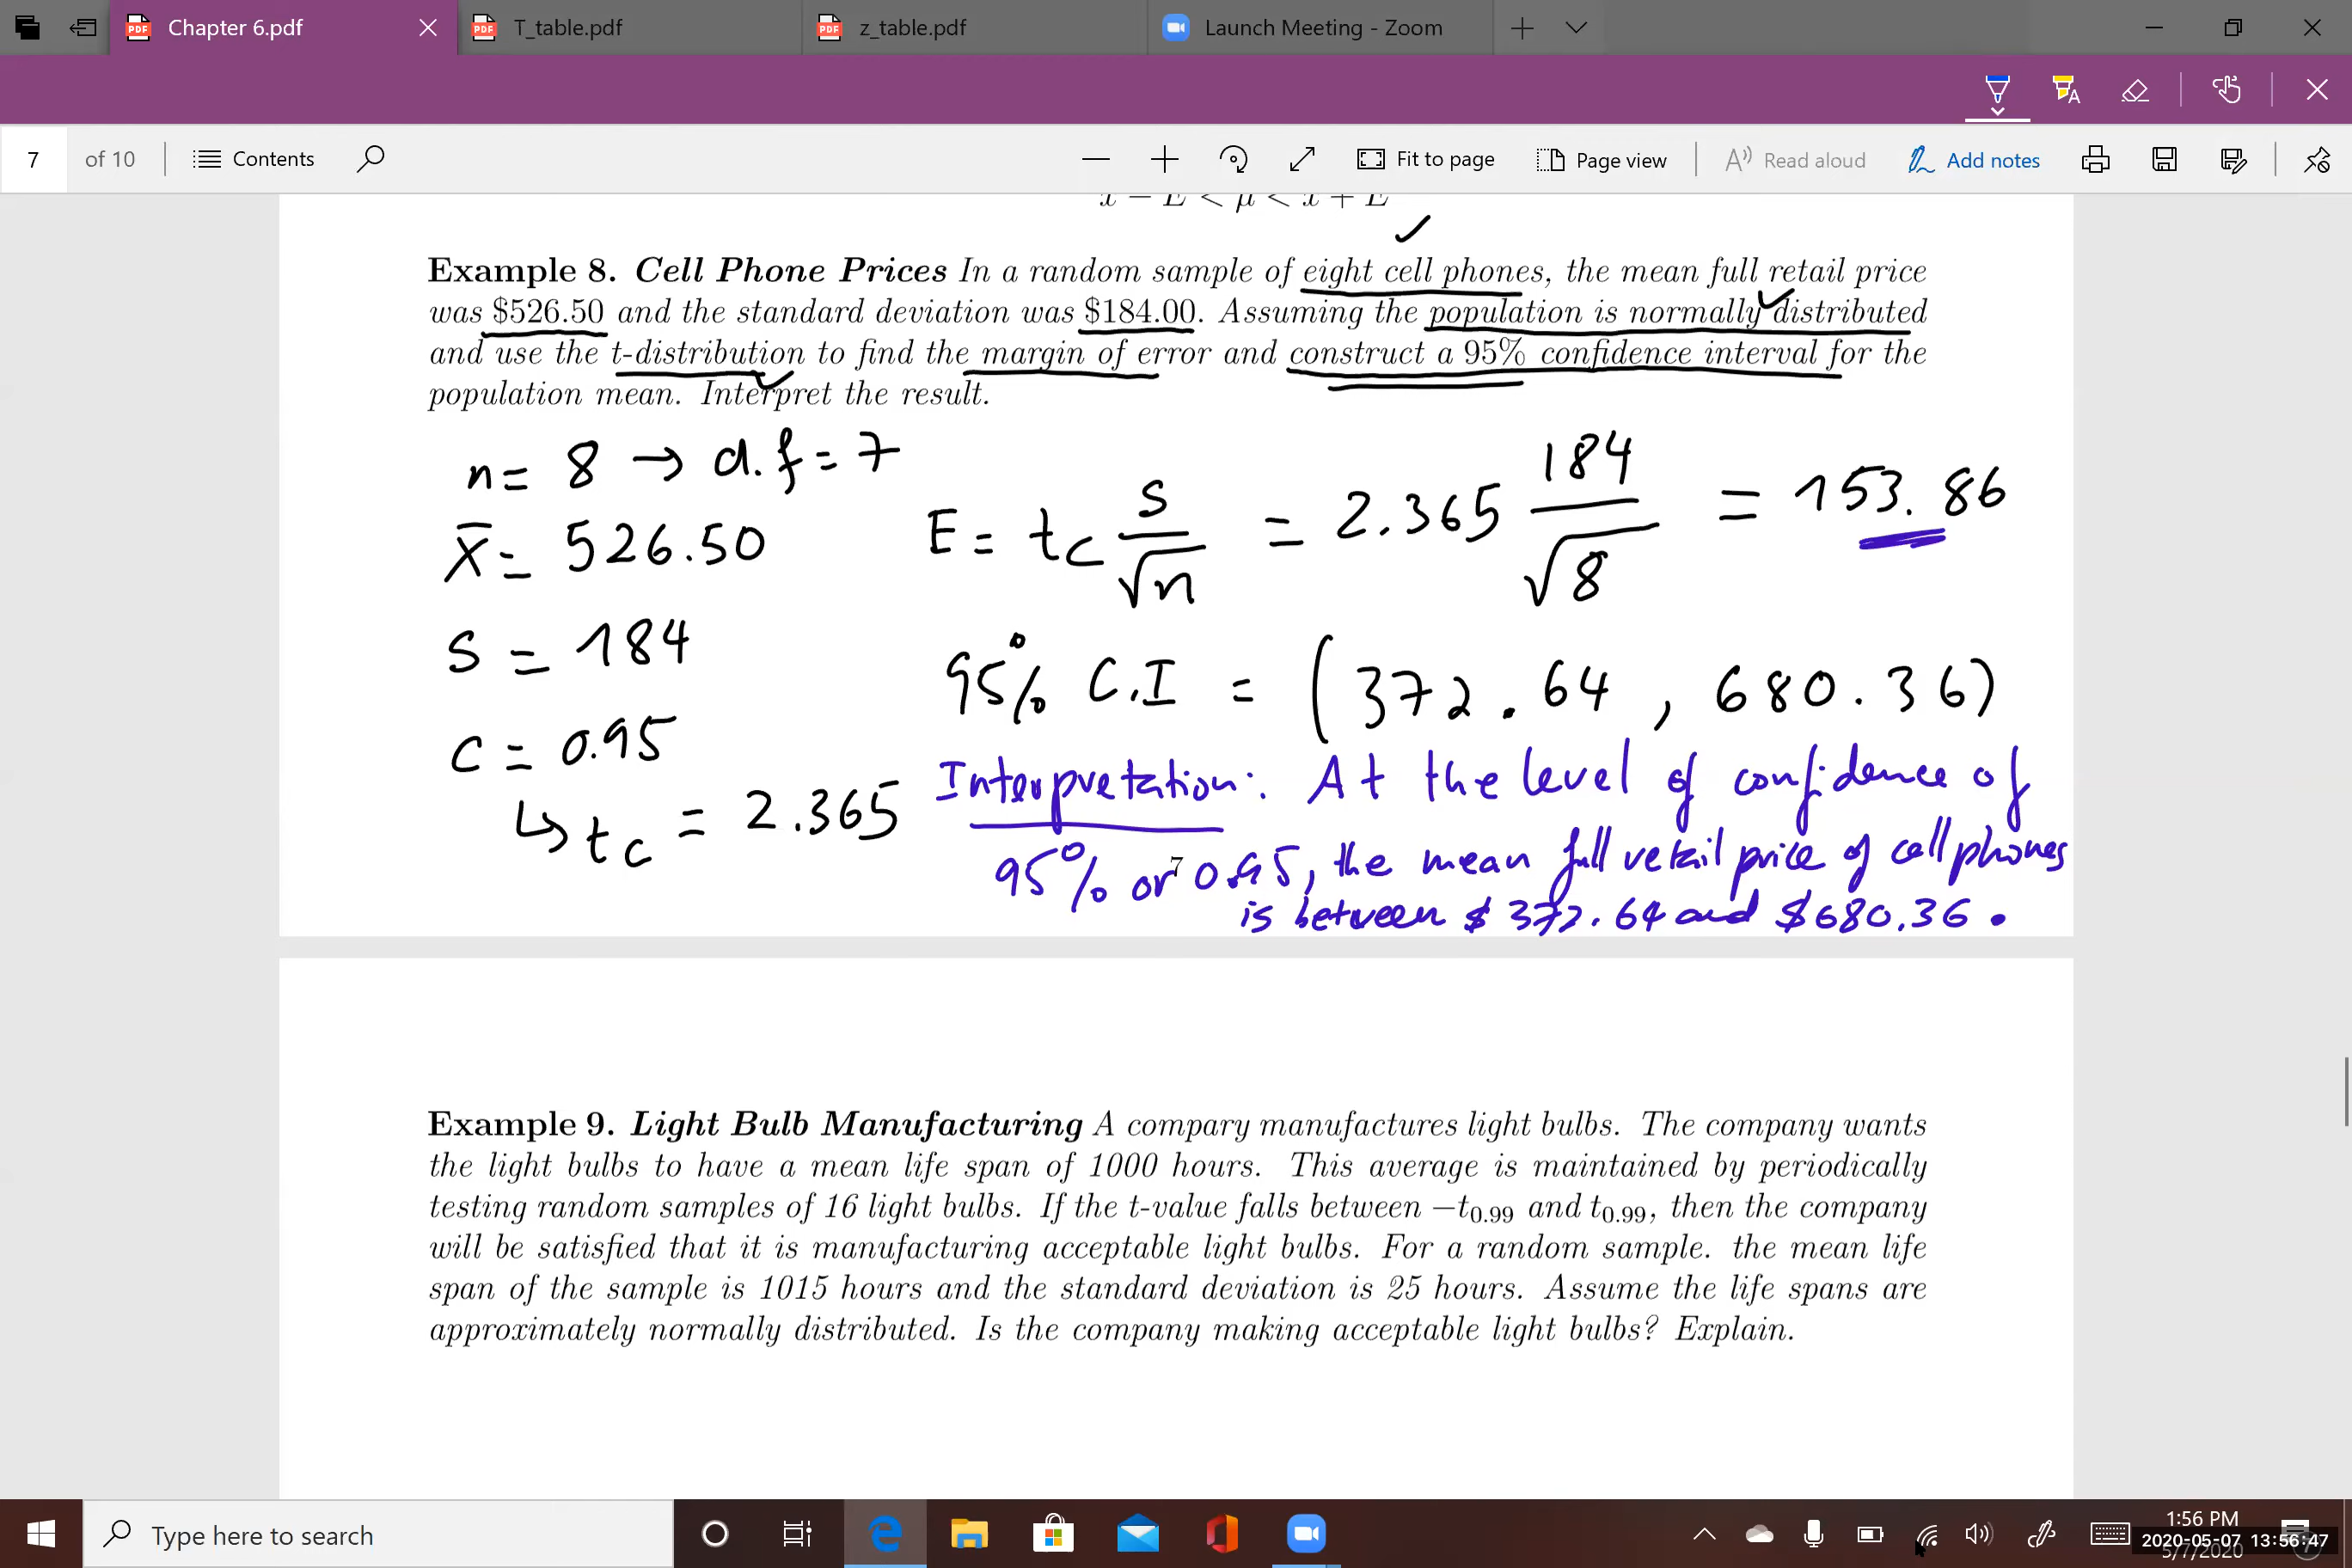 Chapter 6.pdf
T_table.pdf
z_table.pdf
Launch Meeting - Zoom
7 of 10
Contents
Fit to page
Page view
Read aloud
Add notes
x̄ − E < μ < x̄ + E
Example 8. Cell Phone Prices In a random sample of eight cell phones, the mean full retail price
was $526.50 and the standard deviation was $184.00. Assuming the population is normally distributed
and use the t-distribution to find the margin of error and construct a 95% confidence interval for the
population mean. Interpret the result.
n = 8 → d.f = 7
x̄ = 526.50
s = 184
c = 0.95
↳ tc = 2.365
E = tc s/√n = 2.365 184/√8 = 153.86
95% C.I = (372.64 , 680.36)
Interpretation: At the level of confidence of
95% or 0.95, the mean full retail price of cell phones
is between $372.64 and $680.36.
7
Example 9. Light Bulb Manufacturing A compary manufactures light bulbs. The company wants
the light bulbs to have a mean life span of 1000 hours. This average is maintained by periodically
testing random samples of 16 light bulbs. If the t-value falls between −t0.99 and t0.99, then the company
will be satisfied that it is manufacturing acceptable light bulbs. For a random sample. the mean life
span of the sample is 1015 hours and the standard deviation is 25 hours. Assume the life spans are
approximately normally distributed. Is the company making acceptable light bulbs? Explain.
Type here to search
1:56 PM
2020-05-07 13:56:47
5/7/2020